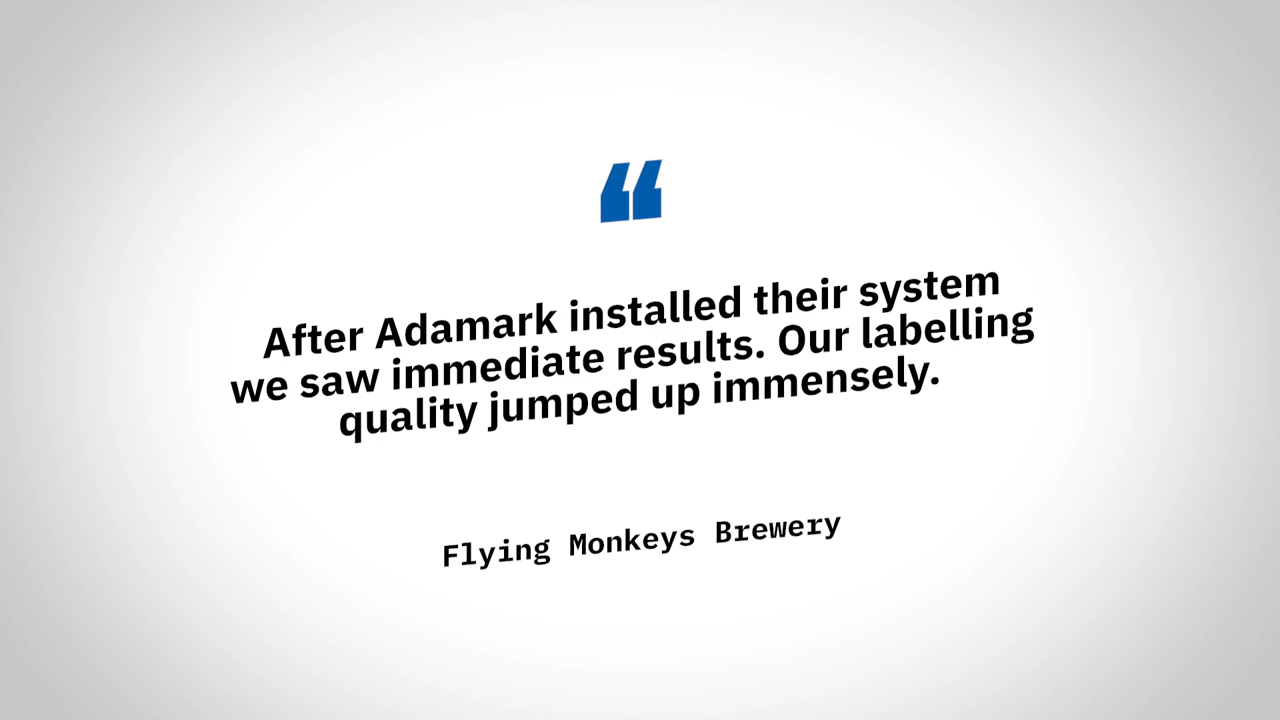 “
After Adamark installed their system
we saw immediate results. Our labelling
quality jumped up immensely.
Flying Monkeys Brewery